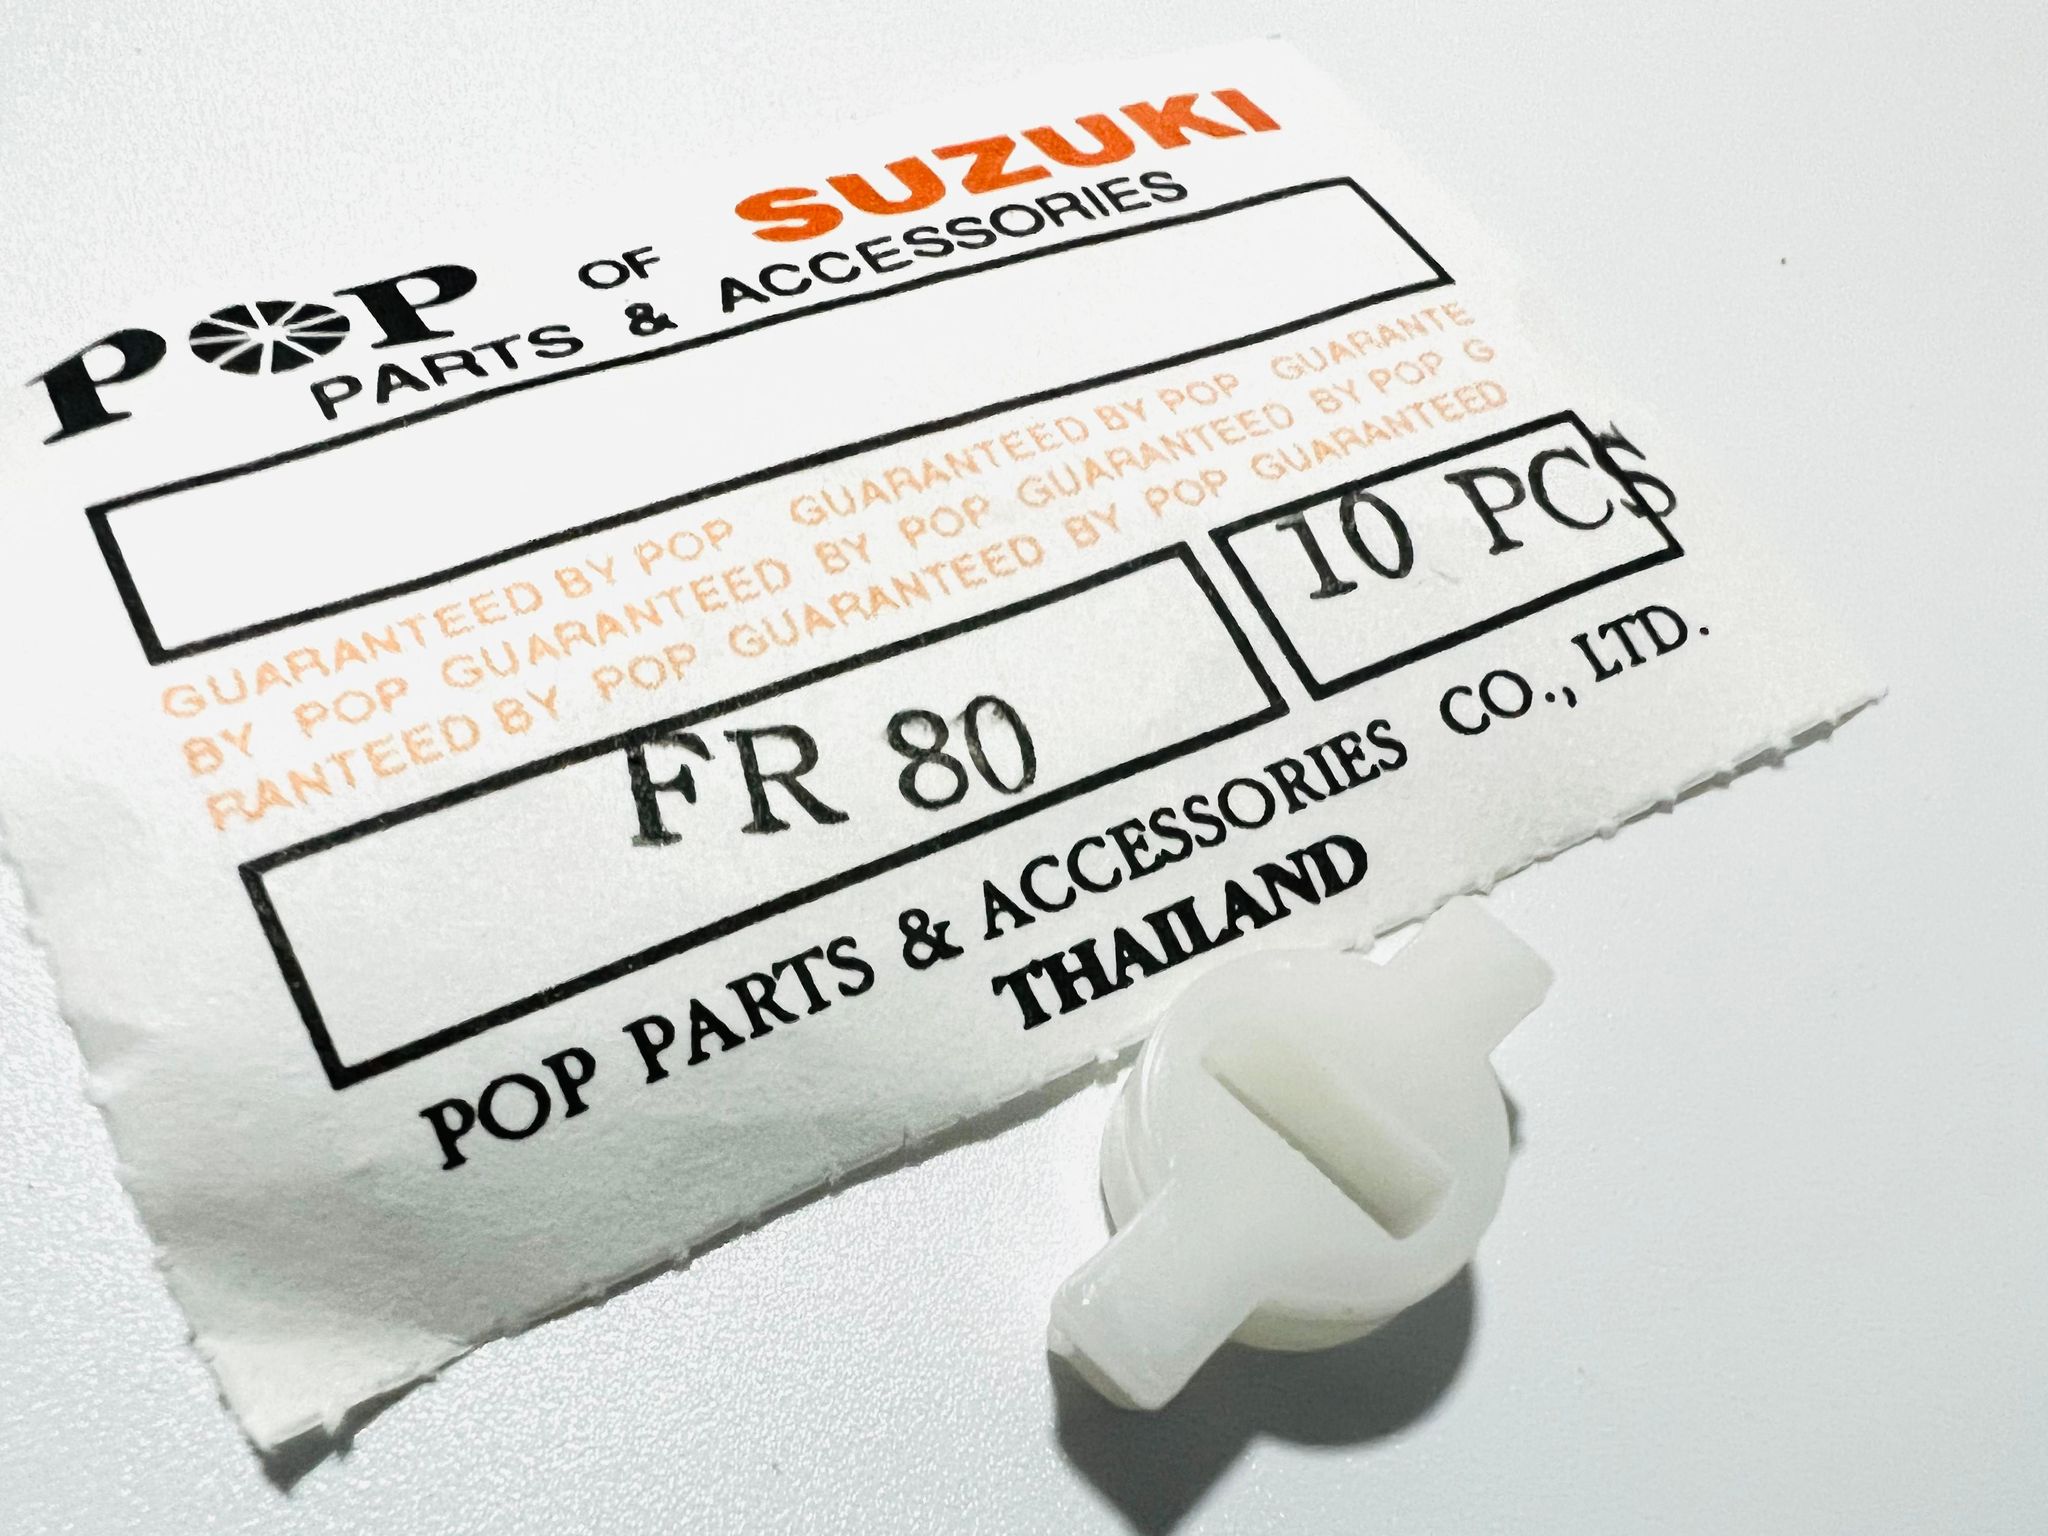 POP OF SUZUKI
PARTS & ACCESSORIES
GUARANTEED BY POP GUARANTEED BY POP GUARANTE
BY POP GUARANTEED BY POP GUARANTEED BY POP G
RANTEED BY POP GUARANTEED BY POP GUARANTEED
FR 80
10 PCS
POP PARTS & ACCESSORIES CO., LTD.
THAILAND